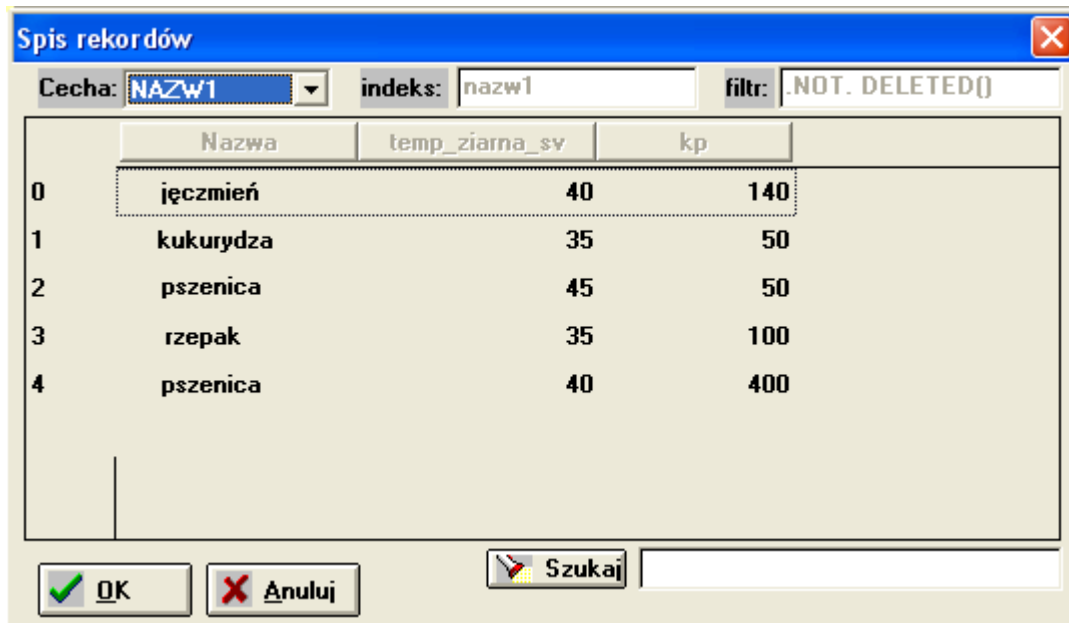 Spis rekordów
Cecha: NAZW1 indeks: nazw1 filtr: .NOT. DELETED()
Nazwa temp_ziarna_sv kp
0 jęczmień 40 140
1 kukurydza 35 50
2 pszenica 45 50
3 rzepak 35 100
4 pszenica 40 400
Szukaj
OK Anuluj